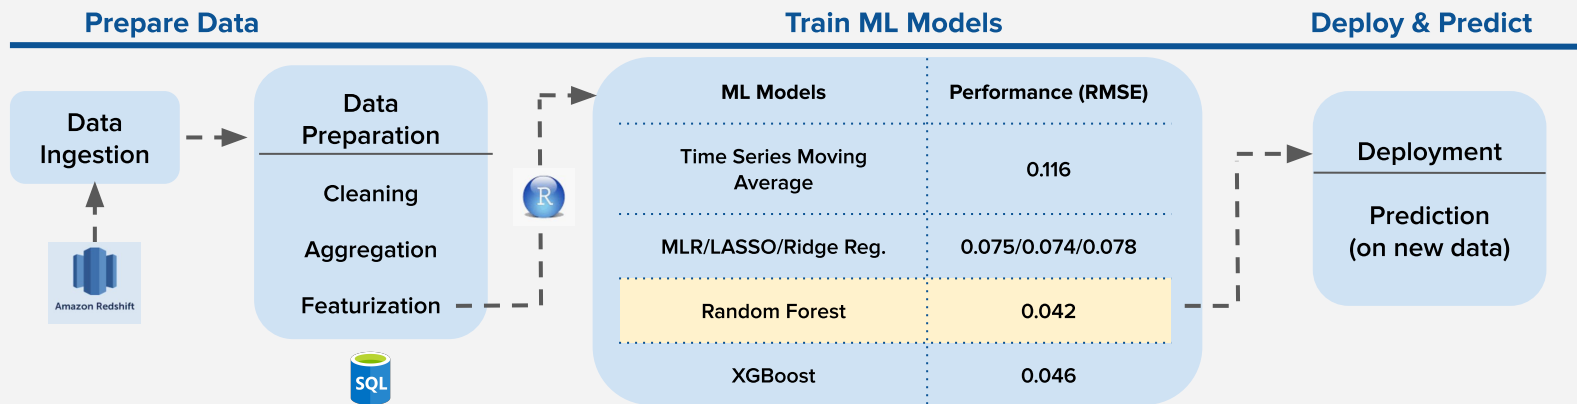 Prepare Data
Train ML Models
Deploy & Predict
Data
Ingestion
Amazon Redshift
Data
Preparation
Cleaning
Aggregation
Featurization
SQL
R
ML Models
Performance (RMSE)
Time Series Moving
Average
0.116
MLR/LASSO/Ridge Reg.
0.075/0.074/0.078
Random Forest
0.042
XGBoost
0.046
Deployment
Prediction
(on new data)